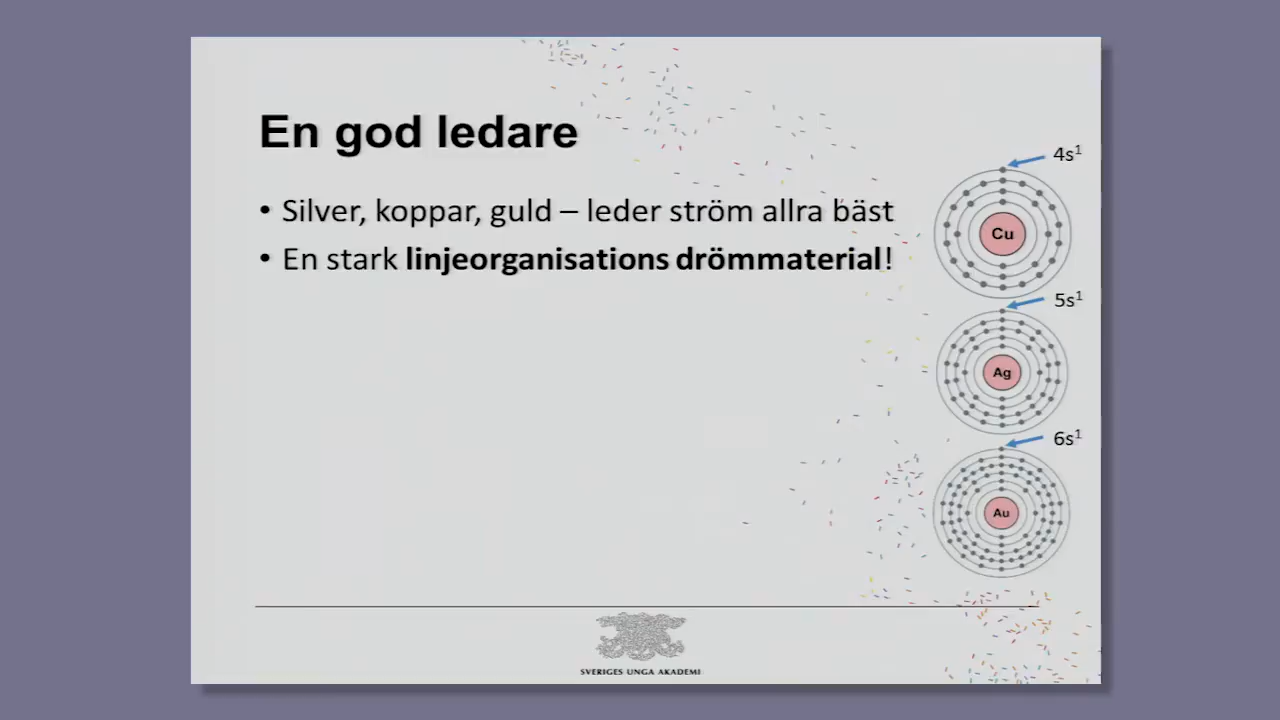 En god ledare
• Silver, koppar, guld – leder ström allra bäst
• En stark linjeorganisations drömmaterial!
4s¹
Cu
5s¹
Ag
6s¹
Au
SVERIGES UNGA AKADEMI